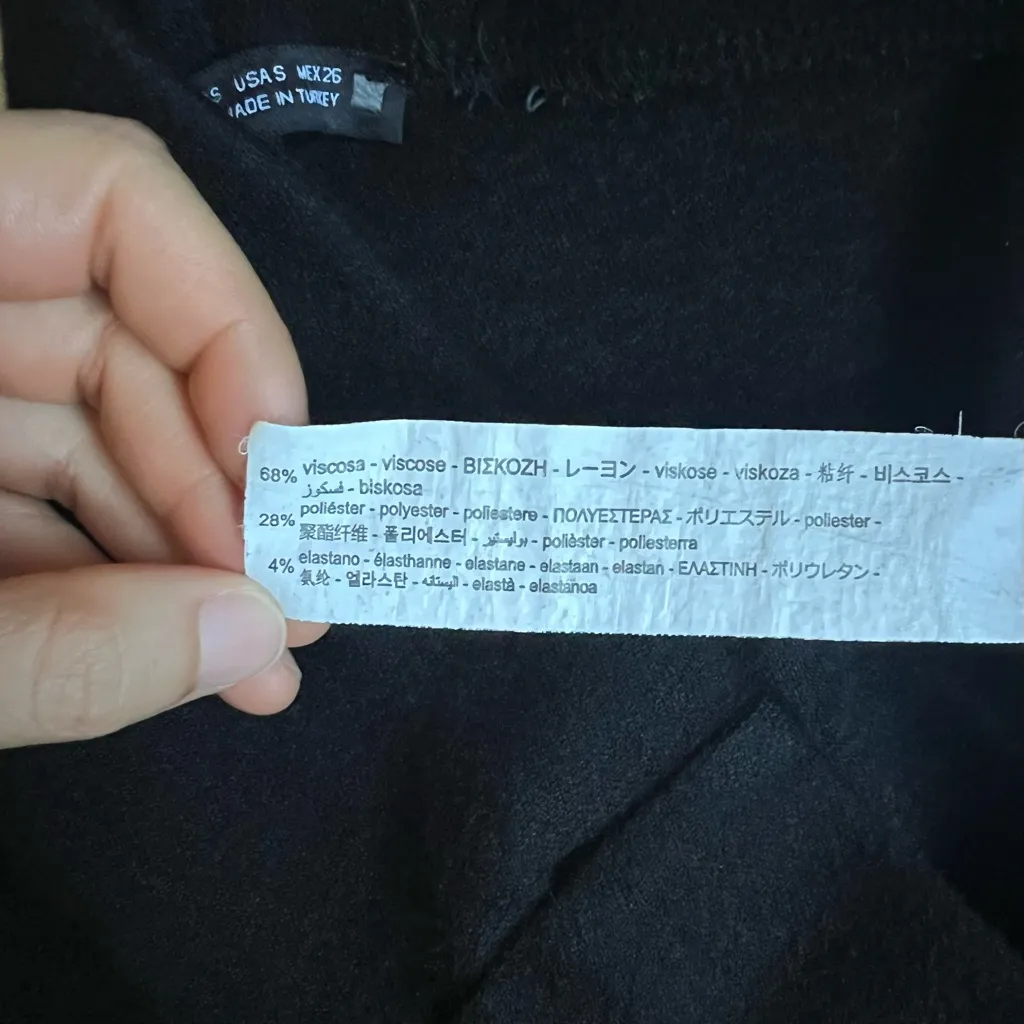 S USA S MEX 26
MADE IN TURKEY
68% viscosa - viscose - ΒΙΣΚΟΖΗ - レーヨン - viskose - viskoza - 粘纤 - 비스코스 -
فسكوز - biskosa
28% poliéster - polyester - poliestere - ΠΟΛΥΕΣΤΕΡΑΣ - ポリエステル - poliester -
聚酯纤维 - 폴리에스터 - بوليستير - polièster - poliesterra
4% elastano - élasthanne - elastane - elastaan - elastan - ΕΛΑΣΤΙΝΗ - ポリウレタン -
氨纶 - 엘라스탄 - اليستانه - elastà - elastanoa